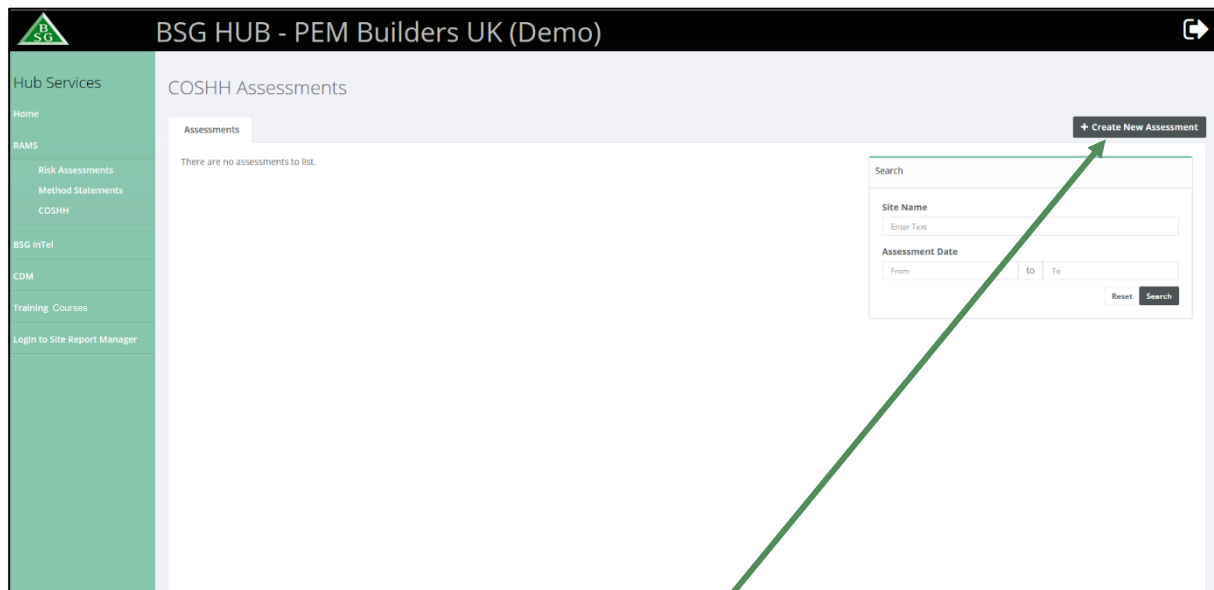 B
SG
BSG HUB - PEM Builders UK (Demo)
Hub Services
Home
RAMS
Risk Assessments
Method Statements
COSHH
BSG InTel
CDM
Training Courses
Login to Site Report Manager
COSHH Assessments
Assessments
+ Create New Assessment
There are no assessments to list.
Search
Site Name
Enter Text
Assessment Date
From to To
Reset Search